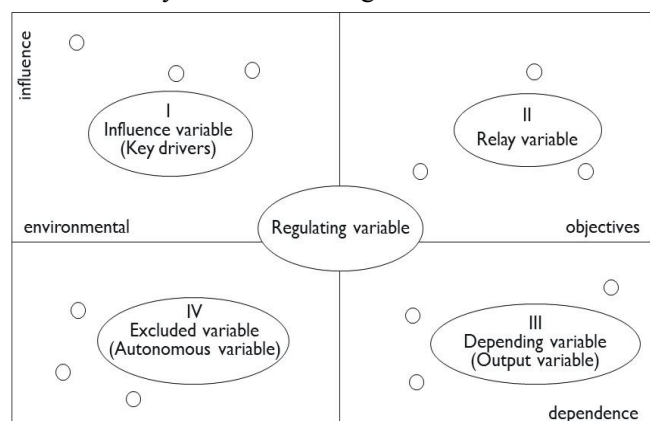 influence
I
Influence variable
(Key drivers)
II
Relay variable
environmental
Regulating variable
objectives
IV
Excluded variable
(Autonomous variable)
III
Depending variable
(Output variable)
dependence